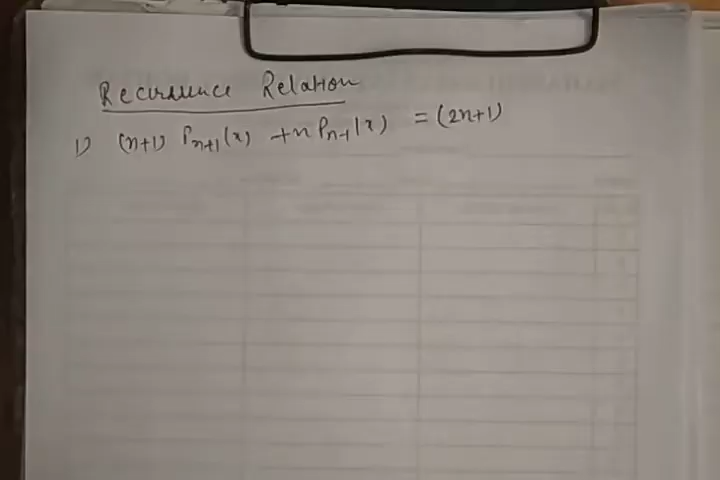 Recurrence Relation
1) (n+1) Pn+1(x) + n Pn-1(x) = (2n+1)